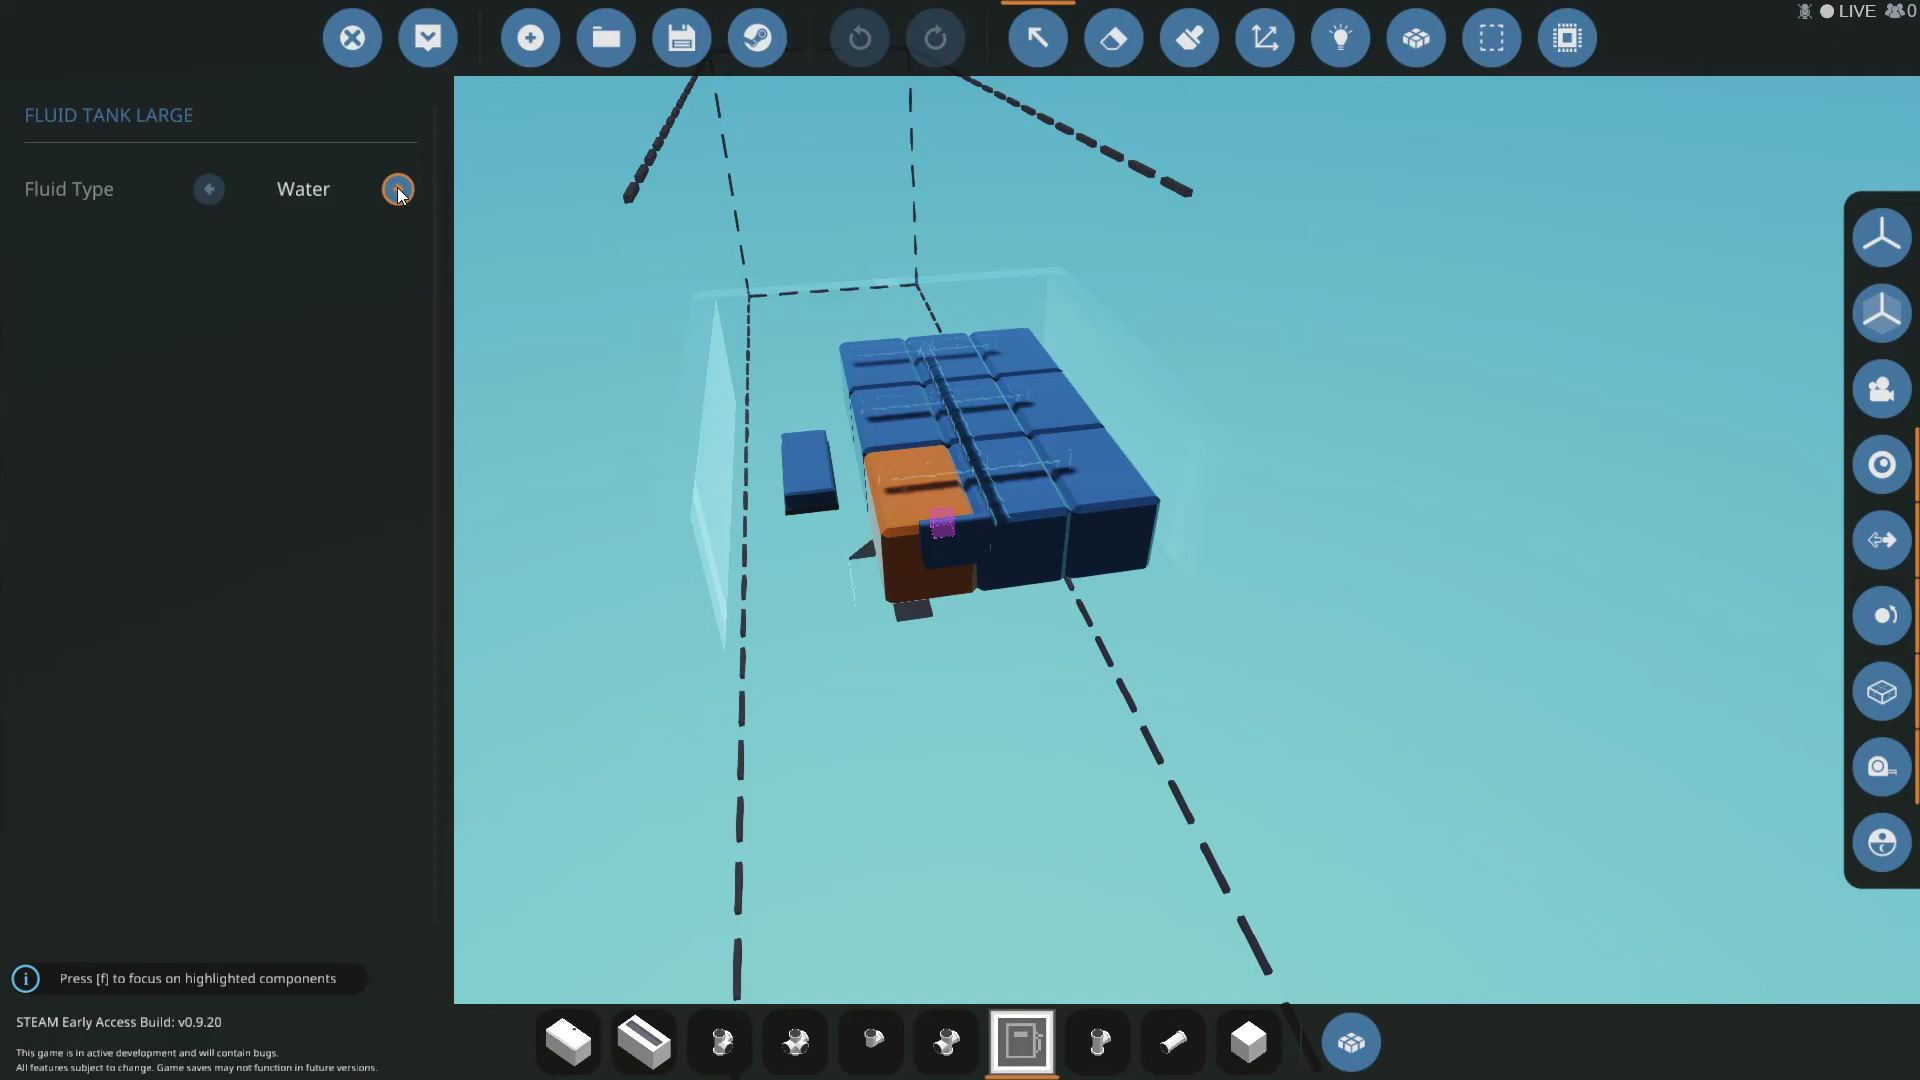 LIVE 0
FLUID TANK LARGE
Fluid Type Water
Press [f] to focus on highlighted components
STEAM Early Access Build: v0.9.20
This game is in active development and will contain bugs.
All features subject to change. Game saves may not function in future versions.